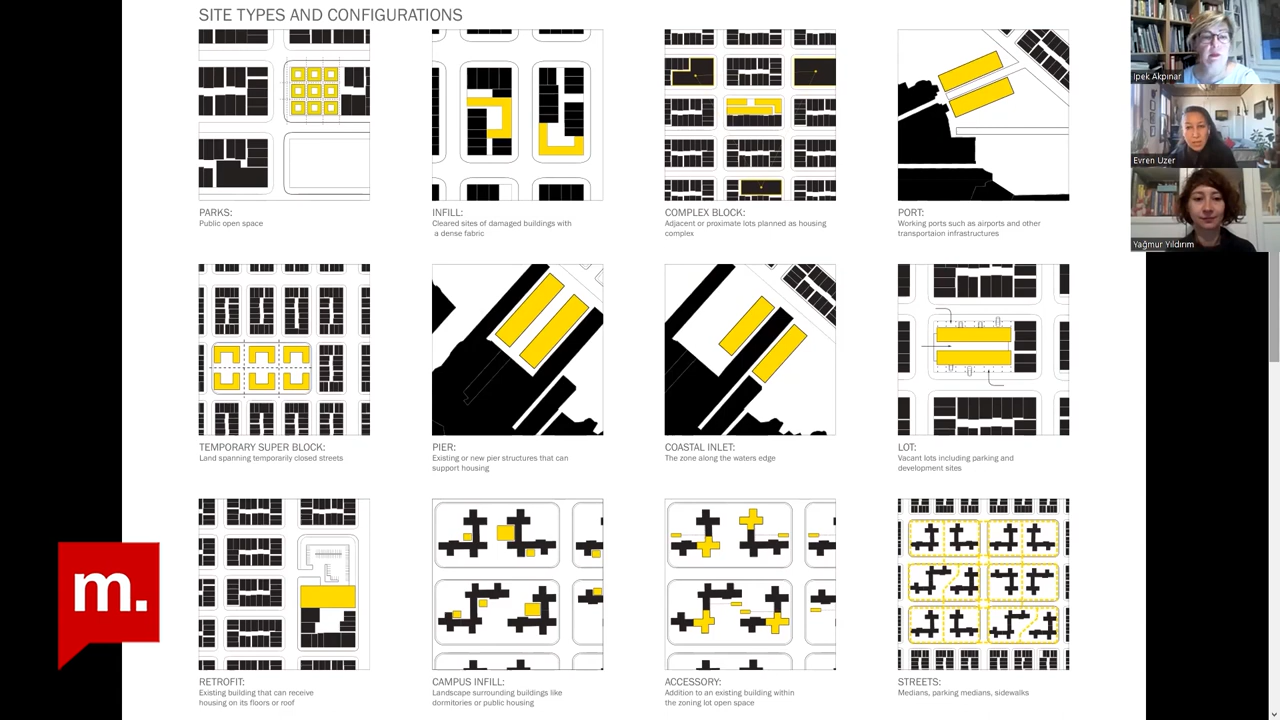 SITE TYPES AND CONFIGURATIONS
PARKS:
Public open space
INFILL:
Cleared sites of damaged buildings with
a dense fabric
COMPLEX BLOCK:
Adjacent or proximate lots planned as housing
complex
PORT:
Working ports such as airports and other
transportaion infrastructures
TEMPORARY SUPER BLOCK:
Land spanning temporarily closed streets
PIER:
Existing or new pier structures that can
support housing
COASTAL INLET:
The zone along the waters edge
LOT:
Vacant lots including parking and
development sites
RETROFIT:
Existing building that can receive
housing on its floors or roof
CAMPUS INFILL:
Landscape surrounding buildings like
dormitories or public housing
ACCESSORY:
Addition to an existing building within
the zoning lot open space
STREETS:
Medians, parking medians, sidewalks
Ipek Akpınar
Evren Uzer
Yağmur Yıldırım
m.